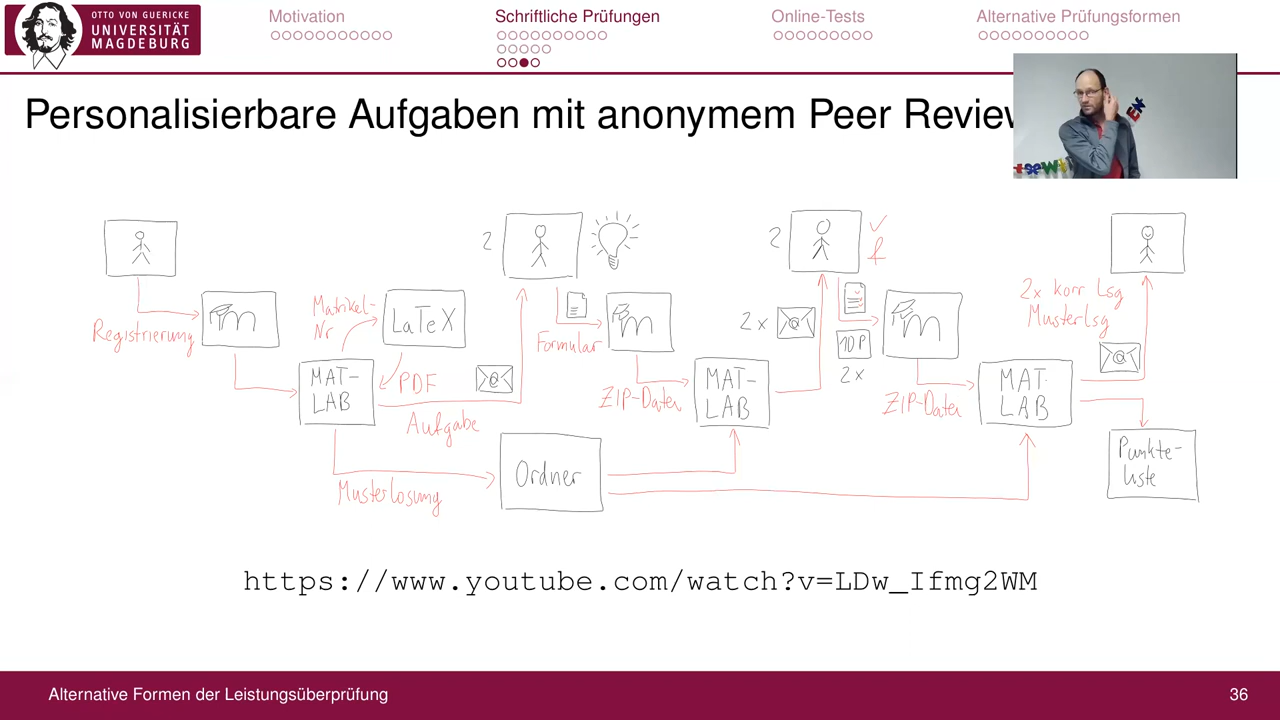 OTTO VON GUERICKE
UNIVERSITÄT
MAGDEBURG
Motivation
Schriftliche Prüfungen
Online-Tests
Alternative Prüfungsformen
Personalisierbare Aufgaben mit anonymem Peer Review
Registrierung
m
MAT-
LAB
Matrikel-
Nr
LaTeX
PDF
@
Aufgabe
Musterlösung
Ordner
2
Formular
m
ZIP-Datei
MAT-
LAB
2x
@
2
✓
f
10P
2x
m
ZIP-Datei
MAT
LAB
2x korr Lsg
Musterlsg
@
Punkte-
liste
https://www.youtube.com/watch?v=LDw_Ifmg2WM
Alternative Formen der Leistungsüberprüfung
36